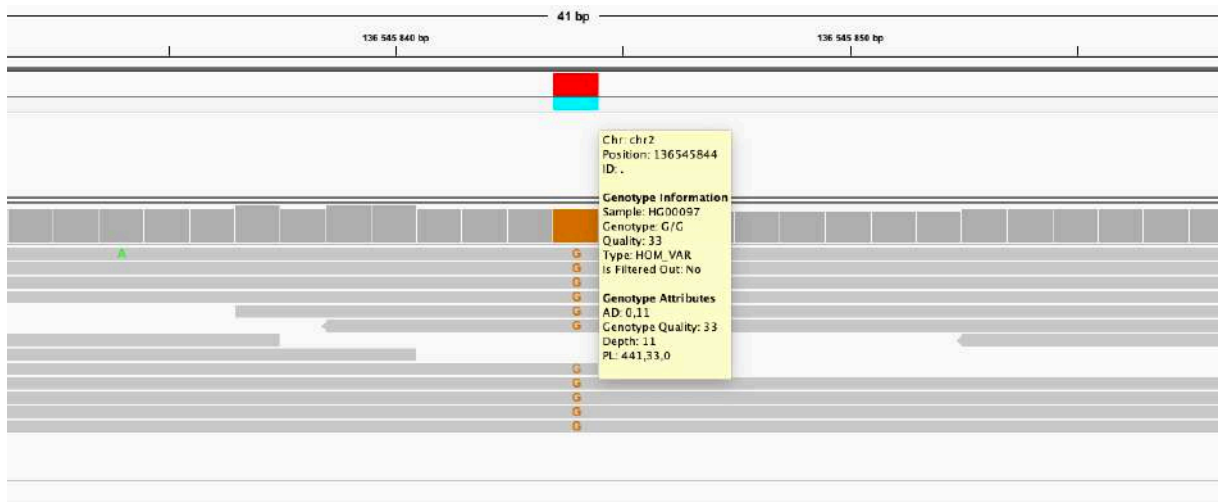 41 bp
136 545 840 bp
136 545 850 bp
Chr: chr2
Position: 136545844
ID: .
Genotype Information
Sample: HG00097
Genotype: G/G
Quality: 33
Type: HOM_VAR
Is Filtered Out: No
Genotype Attributes
AD: 0,11
Genotype Quality: 33
Depth: 11
PL: 441,33,0
A
G
G
G
G
G
G
G
G
G
G
G